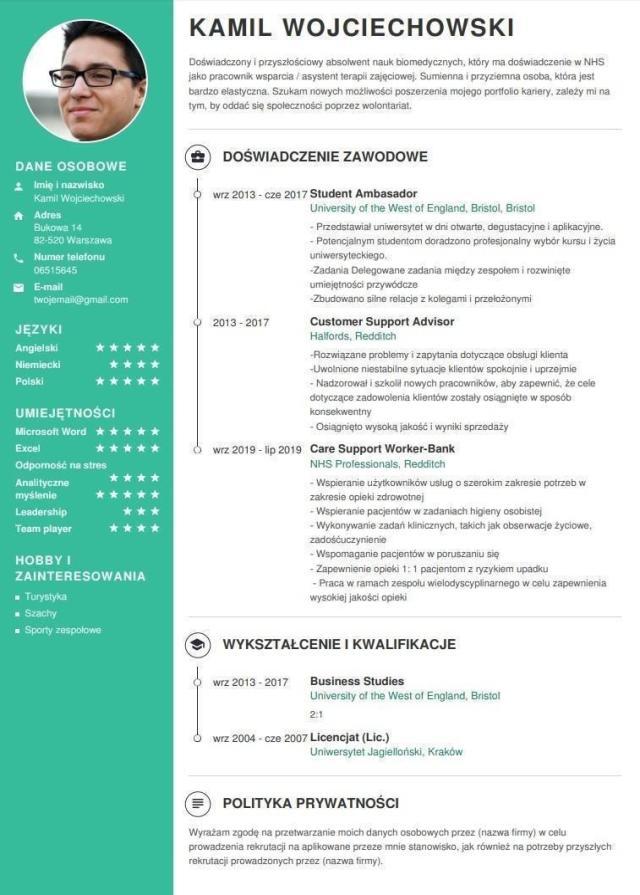 KAMIL WOJCIECHOWSKI
Doświadczony i przyszłościowy absolwent nauk biomedycznych, który ma doświadczenie w NHS
jako pracownik wsparcia / asystent terapii zajęciowej. Sumienna i przyziemna osoba, która jest
bardzo elastyczna. Szukam nowych możliwości poszerzenia mojego portfolio kariery, zależy mi na
tym, by oddać się społeczności poprzez wolontariat.
DANE OSOBOWE
Imię i nazwisko
Kamil Wojciechowski
Adres
Bukowa 14
82-520 Warszawa
Numer telefonu
06515645
E-mail
twojemail@gmail.com
JĘZYKI
Angielski
Niemiecki
Polski
UMIEJĘTNOŚCI
Microsoft Word
Excel
Odporność na stres
Analityczne
myślenie
Leadership
Team player
HOBBY I
ZAINTERESOWANIA
Turystyka
Szachy
Sporty zespołowe
DOŚWIADCZENIE ZAWODOWE
wrz 2013 - cze 2017 Student Ambasador
University of the West of England, Bristol, Bristol
- Przedstawiał uniwersytet w dni otwarte, degustacyjne i aplikacyjne.
- Potencjalnym studentom doradzono profesjonalny wybór kursu i życia
uniwersyteckiego.
-Zadania Delegowane zadania między zespołem i rozwinięte
umiejętności przywódcze
-Zbudowano silne relacje z kolegami i przełożonymi
2013 - 2017 Customer Support Advisor
Halfords, Redditch
-Rozwiązane problemy i zapytania dotyczące obsługi klienta
-Uwolnione niestabilne sytuacje klientów spokojnie i uprzejmie
- Nadzorował i szkolił nowych pracowników, aby zapewnić, że cele
dotyczące zadowolenia klientów zostały osiągnięte w sposób
konsekwentny
- Osiągnięto wysoką jakość i wyniki sprzedaży
wrz 2019 - lip 2019 Care Support Worker-Bank
NHS Professionals, Redditch
- Wspieranie użytkowników usług o szerokim zakresie potrzeb w
zakresie opieki zdrowotnej
- Wspieranie pacjentów w zadaniach higieny osobistej
- Wykonywanie zadań klinicznych, takich jak obserwacje życiowe,
zadośćuczynienie
- Wspomaganie pacjentów w poruszaniu się
- Zapewnienie opieki 1: 1 pacjentom z ryzykiem upadku
- Praca w ramach zespołu wielodyscyplinarnego w celu zapewnienia
wysokiej jakości opieki
WYKSZTAŁCENIE I KWALIFIKACJE
wrz 2013 - 2017 Business Studies
University of the West of England, Bristol
2:1
wrz 2004 - cze 2007 Licencjat (Lic.)
Uniwersytet Jagielloński, Kraków
POLITYKA PRYWATNOŚCI
Wyrażam zgodę na przetwarzanie moich danych osobowych przez (nazwa firmy) w celu
prowadzenia rekrutacji na aplikowane przeze mnie stanowisko, jak również na potrzeby przyszłych
rekrutacji prowadzonych przez (nazwa firmy).